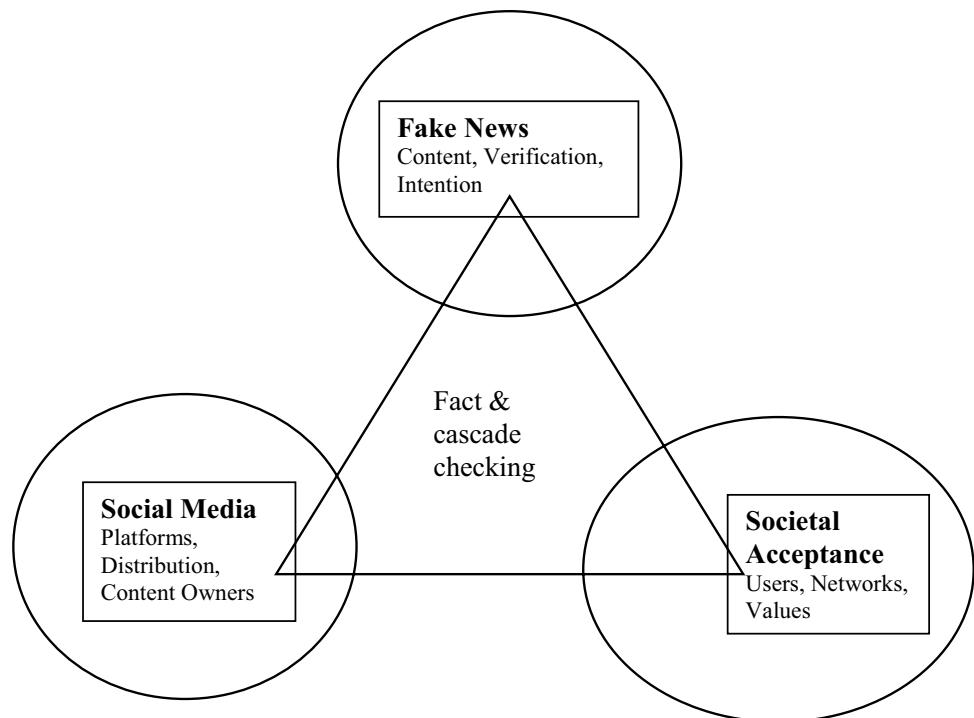 Fake News
Content, Verification,
Intention
Fact &
cascade
checking
Social Media
Platforms,
Distribution,
Content Owners
Societal
Acceptance
Users, Networks,
Values